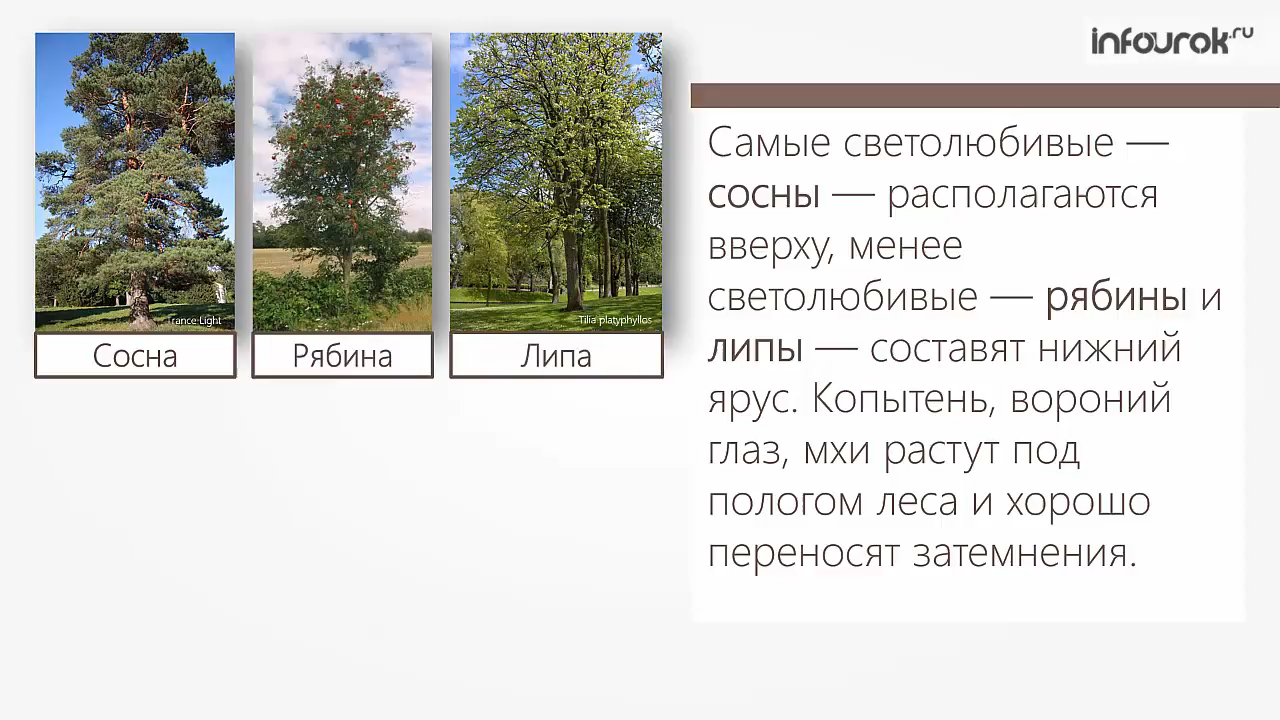 infourok.ru
Trance Light
Tilia platyphyllos
Сосна
Рябина
Липа
Самые светолюбивые —
сосны — располагаются
вверху, менее
светолюбивые — рябины и
липы — составят нижний
ярус. Копытень, вороний
глаз, мхи растут под
пологом леса и хорошо
переносят затемнения.